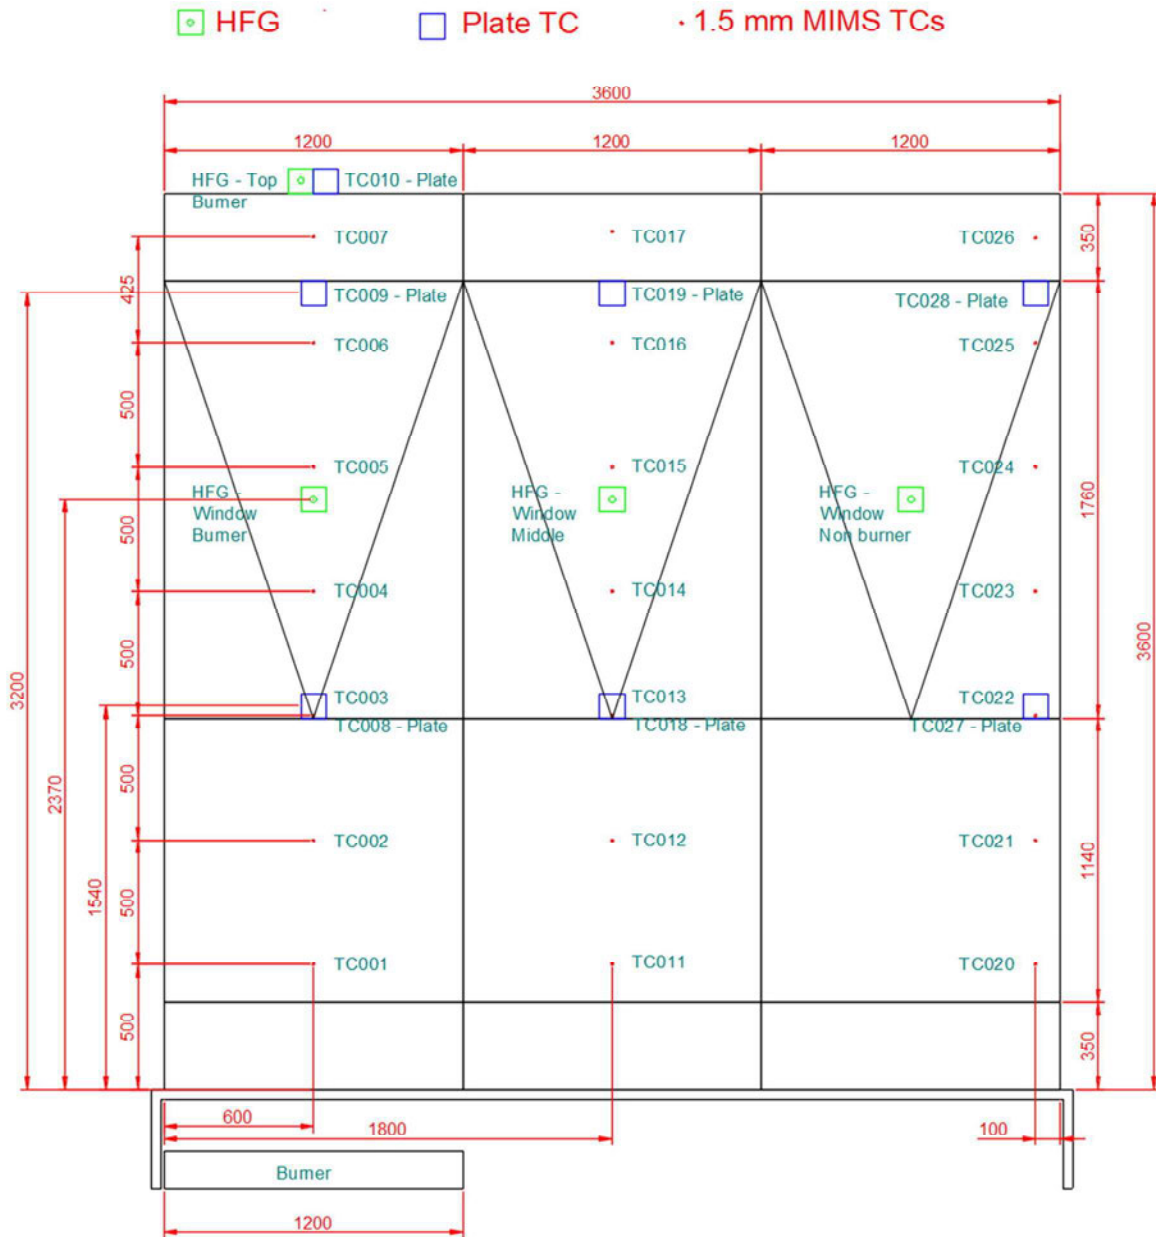 HFG
Plate TC
1.5 mm MIMS TCs
3600
1200
1200
1200
HFG - Top
Burner
TC010 - Plate
TC007
TC017
TC026
350
425
TC009 - Plate
TC019 - Plate
TC028 - Plate
TC006
TC016
TC025
500
TC005
TC015
TC024
HFG -
Window
Burner
HFG -
Window
Middle
HFG -
Window
Non burner
1760
500
TC004
TC014
TC023
3600
500
3200
TC003
TC013
TC022
TC008 - Plate
TC018 - Plate
TC027 - Plate
2370
500
TC002
TC012
TC021
1140
1540
500
TC001
TC011
TC020
500
350
600
1800
100
Burner
1200